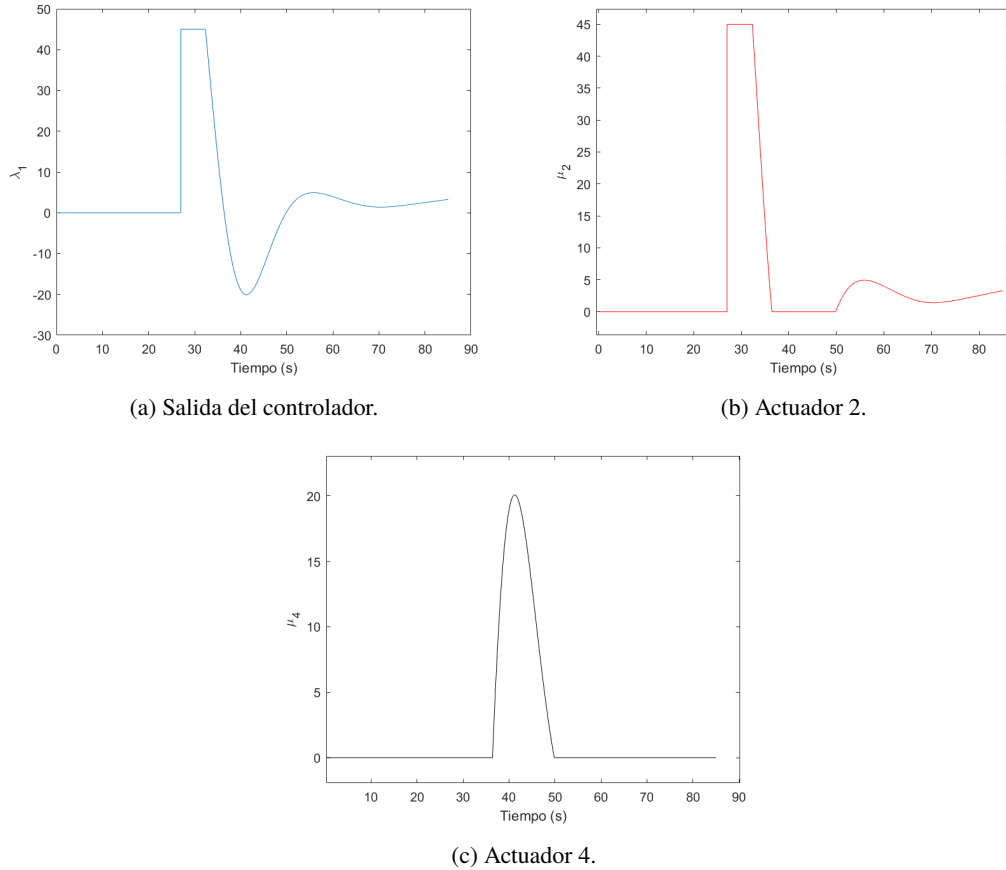 50
40
30
20
10
0
-10
-20
-30
λ1
0 10 20 30 40 50 60 70 80 90
Tiempo (s)
(a) Salida del controlador.
45
40
35
30
25
20
15
10
5
0
μ2
0 10 20 30 40 50 60 70 80
Tiempo (s)
(b) Actuador 2.
20
15
10
5
0
μ4
10 20 30 40 50 60 70 80 90
Tiempo (s)
(c) Actuador 4.